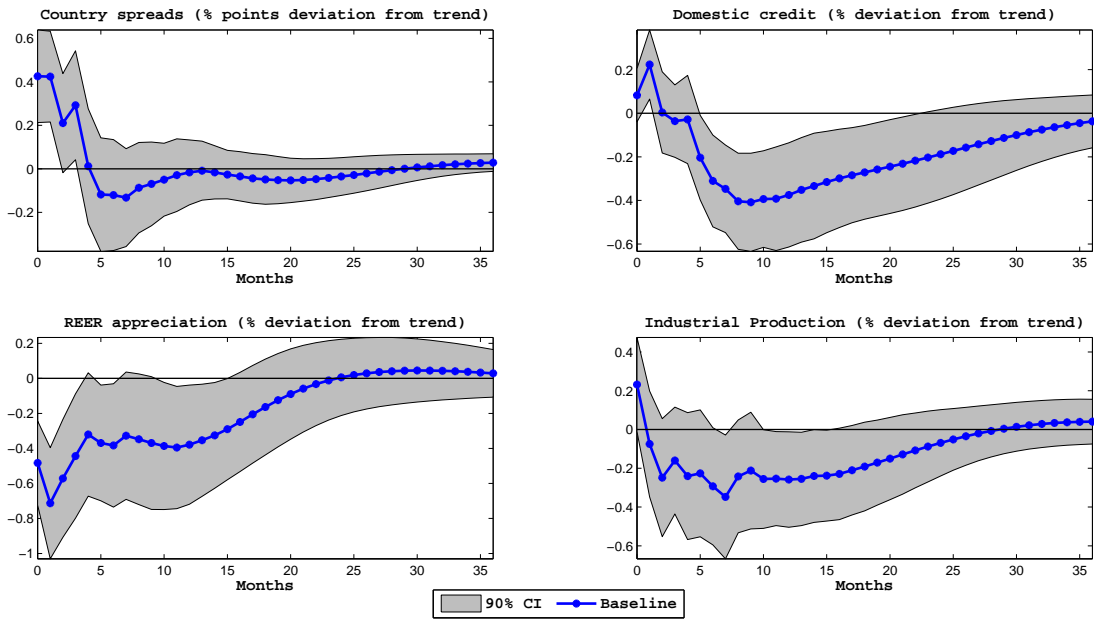 Country spreads (% points deviation from trend)
0.6
0.4
0.2
0
−0.2
0 5 10 15 20 25 30 35
Months
Domestic credit (% deviation from trend)
0.2
0
−0.2
−0.4
−0.6
0 5 10 15 20 25 30 35
Months
REER appreciation (% deviation from trend)
0.2
0
−0.2
−0.4
−0.6
−0.8
−1
0 5 10 15 20 25 30 35
Months
Industrial Production (% deviation from trend)
0.4
0.2
0
−0.2
−0.4
−0.6
0 5 10 15 20 25 30 35
Months
90% CI Baseline